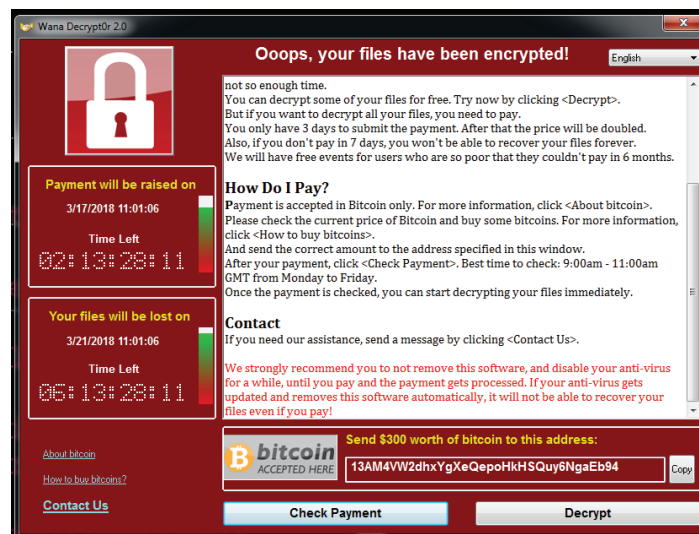 Wana Decrypt0r 2.0
Ooops, your files have been encrypted!
English
not so enough time.
You can decrypt some of your files for free. Try now by clicking <Decrypt>.
But if you want to decrypt all your files, you need to pay.
You only have 3 days to submit the payment. After that the price will be doubled.
Also, if you don't pay in 7 days, you won't be able to recover your files forever.
We will have free events for users who are so poor that they couldn't pay in 6 months.
How Do I Pay?
Payment is accepted in Bitcoin only. For more information, click <About bitcoin>.
Please check the current price of Bitcoin and buy some bitcoins. For more information,
click <How to buy bitcoins>.
And send the correct amount to the address specified in this window.
After your payment, click <Check Payment>. Best time to check: 9:00am - 11:00am
GMT from Monday to Friday.
Once the payment is checked, you can start decrypting your files immediately.
Contact
If you need our assistance, send a message by clicking <Contact Us>.
We strongly recommend you to not remove this software, and disable your anti-virus
for a while, until you pay and the payment gets processed. If your anti-virus gets
updated and removes this software automatically, it will not be able to recover your
files even if you pay!
Payment will be raised on
3/17/2018 11:01:06
Time Left
02:13:28:11
Your files will be lost on
3/21/2018 11:01:06
Time Left
06:13:28:11
About bitcoin
How to buy bitcoins?
Contact Us
bitcoin
ACCEPTED HERE
Send $300 worth of bitcoin to this address:
13AM4VW2dhxYgXeQepoHkHSQuy6NgaEb94
Copy
Check Payment
Decrypt